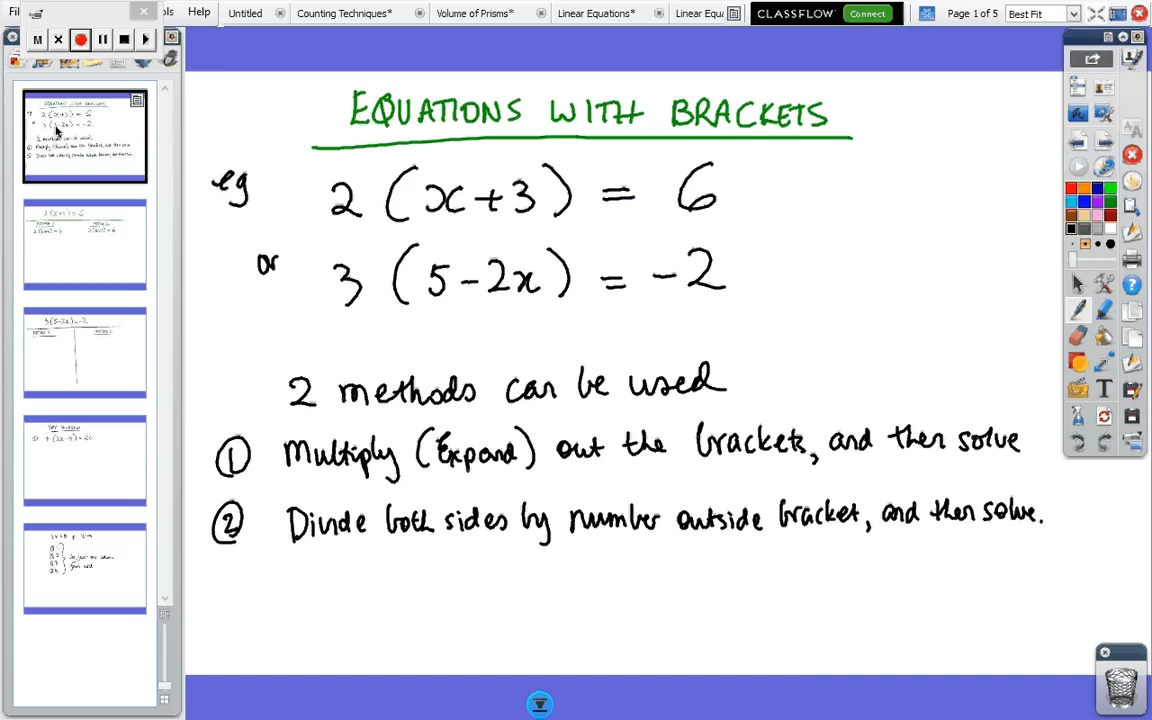 Help
Untitled
Counting Techniques*
Volume of Prisms*
Linear Equations*
Linear Equa
CLASSFLOW
Connect
Page 1 of 5
Best Fit
EQUATIONS WITH BRACKETS
eg 2 (x+3) = 6
or 3 (5-2x) = -2
2 methods can be used
① Multiply (Expand) out the brackets, and then solve
② Divide both sides by number outside bracket, and then solve.